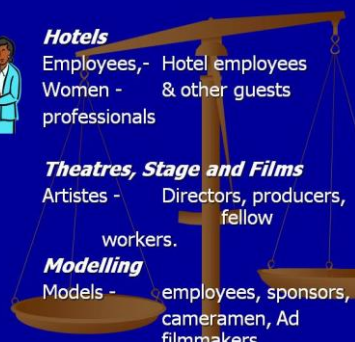 Hotels
Employees,- Hotel employees
Women - & other guests
professionals
Theatres, Stage and Films
Artistes - Directors, producers,
fellow
workers.
Modelling
Models - employees, sponsors,
cameramen, Ad
filmmakers